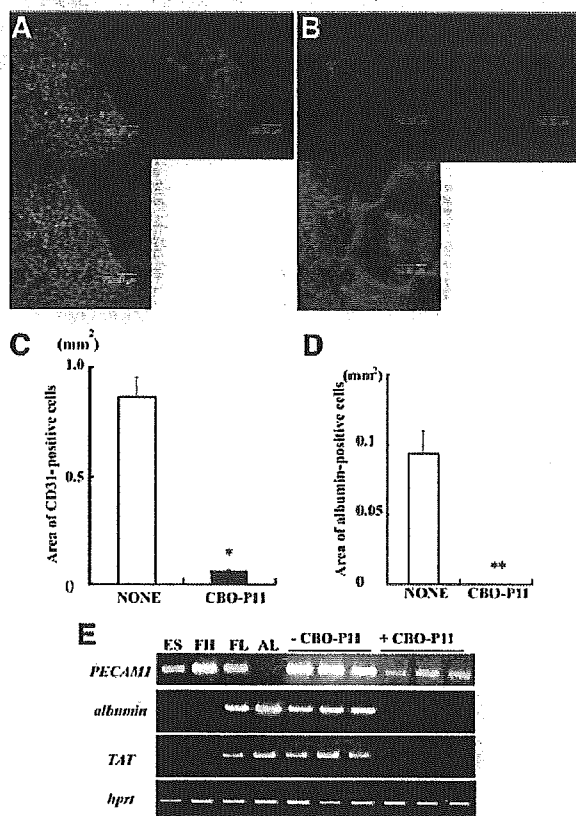 A
B
C
(mm2)
Area of CD31-positive cells
1.0
0.5
0
NONE
CBO-P11
*
D
(mm2)
Area of albumin-positive cells
0.1
0.05
0
NONE
CBO-P11
**
E
ES FH FL AL - CBO-P11 + CBO-P11
PECAM1
albumin
TAT
hprt